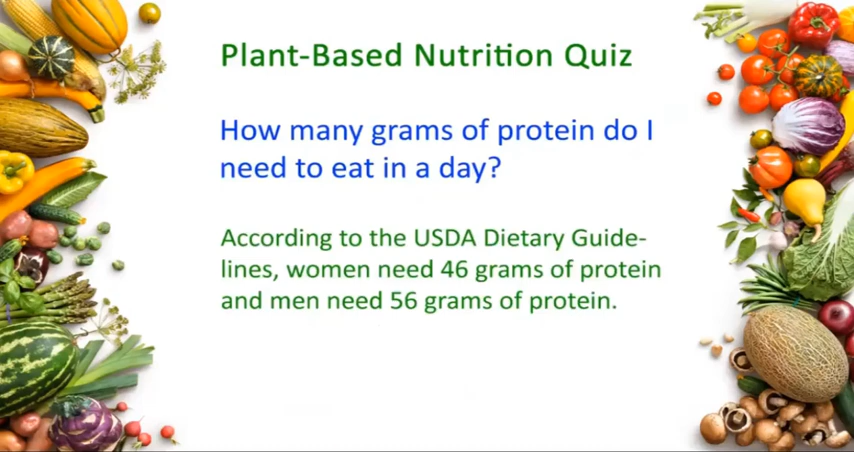 Plant-Based Nutrition Quiz
How many grams of protein do I
need to eat in a day?
According to the USDA Dietary Guide-
lines, women need 46 grams of protein
and men need 56 grams of protein.